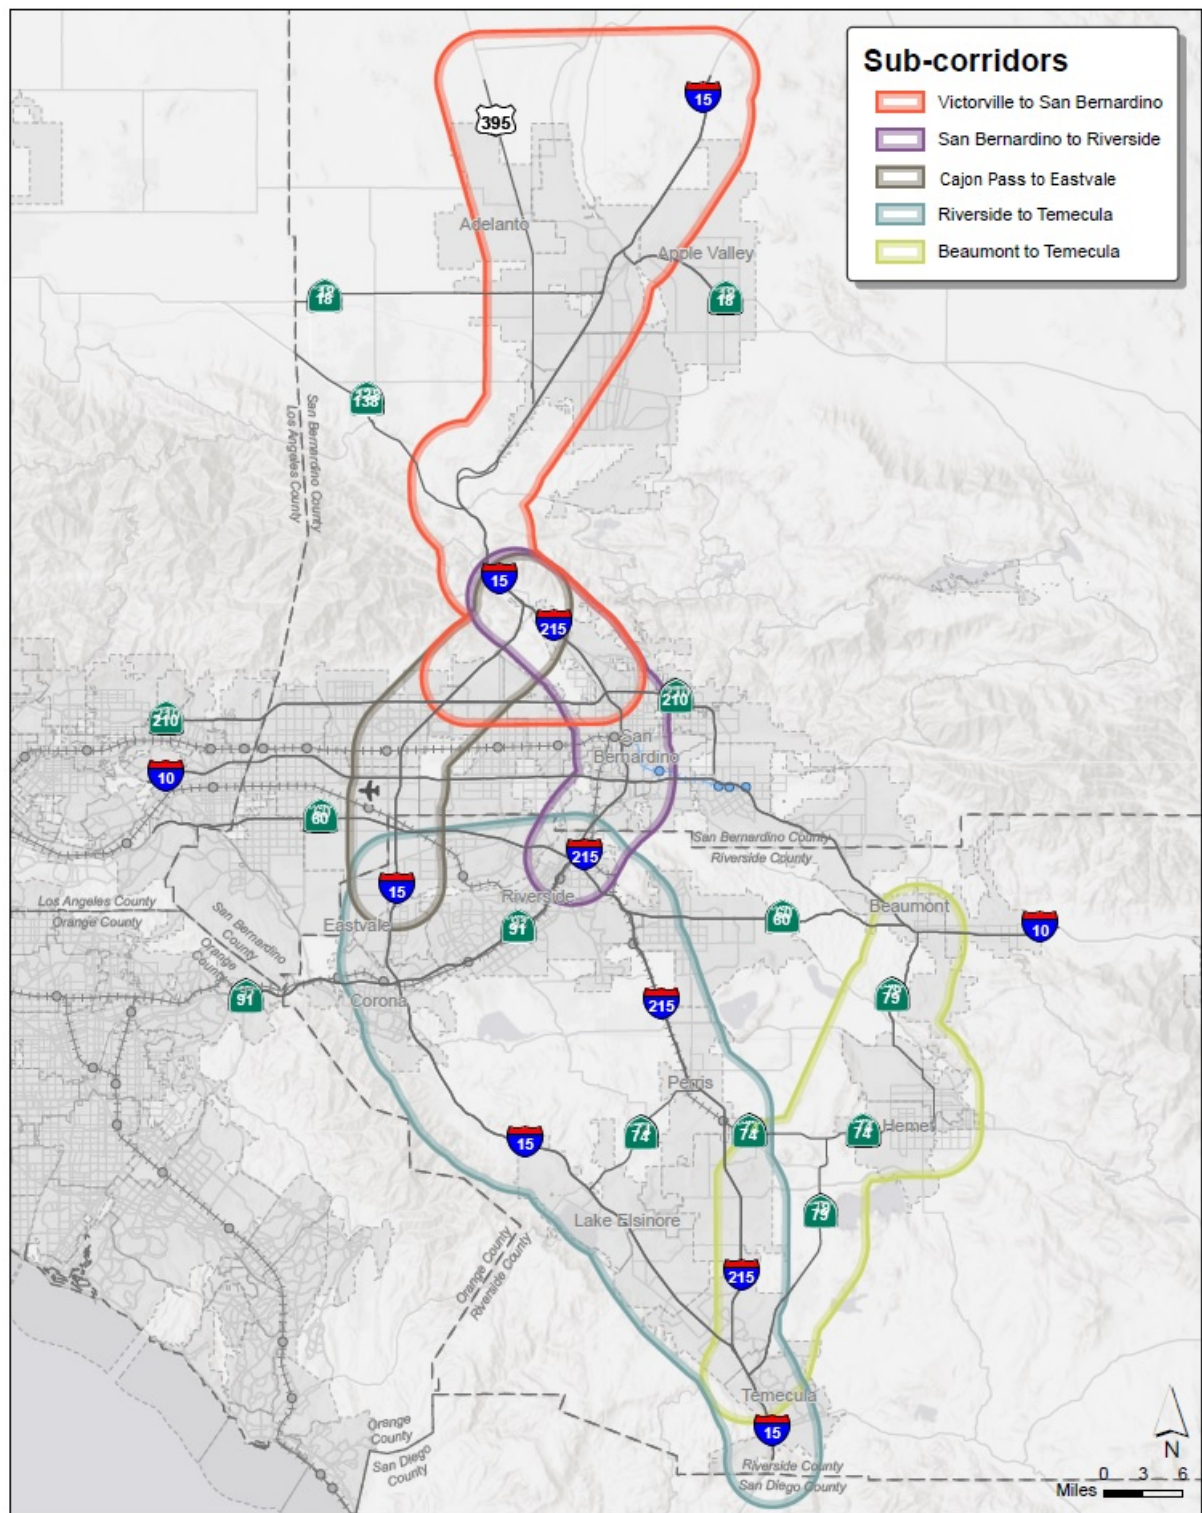 Sub-corridors
Victorville to San Bernardino
San Bernardino to Riverside
Cajon Pass to Eastvale
Riverside to Temecula
Beaumont to Temecula
15
395
Adelanto
Apple Valley
18
18
138
San Bernardino County
Los Angeles County
15
215
210
210
San
Bernardino
10
60
San Bernardino County
Riverside County
215
15
Riverside
Beaumont
Los Angeles County
Orange County
San Bernardino
County
Orange
County
Eastvale
91
60
10
91
Corona
215
79
Perris
15
74
74
74
Hemet
Lake Elsinore
79
Orange County
Riverside County
215
Temecula
15
Orange
County
San Diego
County
Riverside County
San Diego County
N
0 3 6
Miles